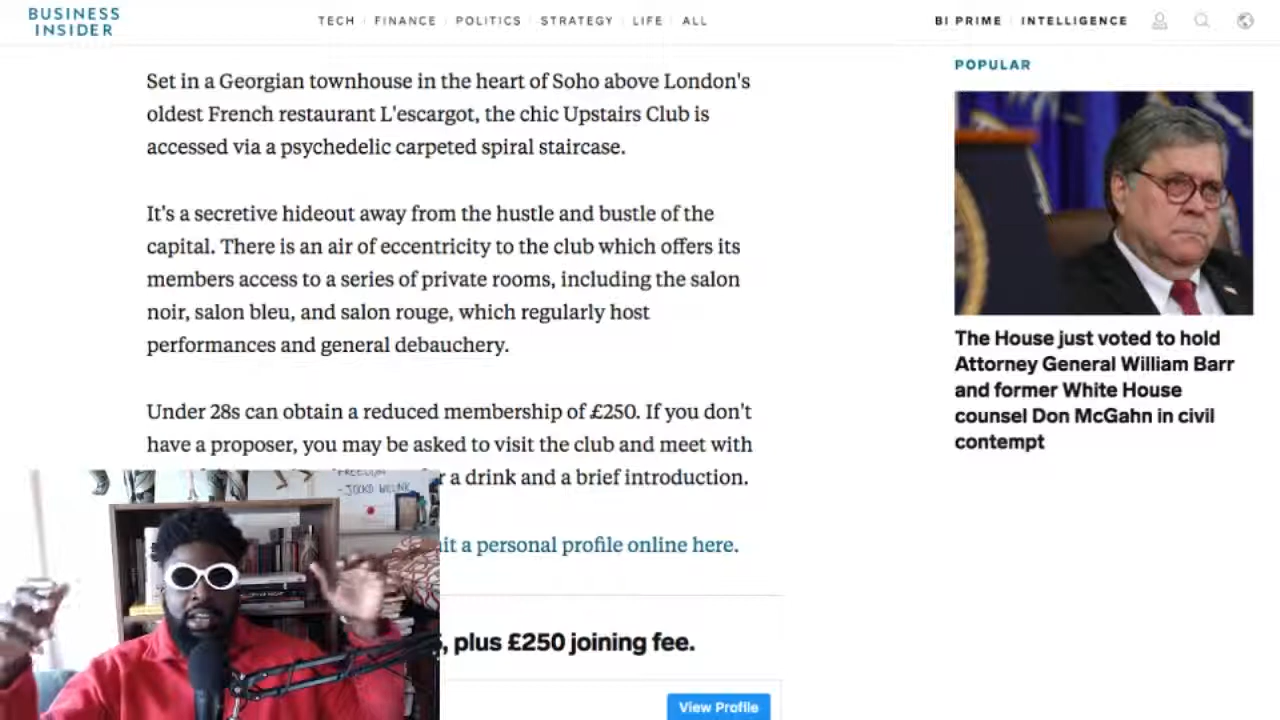 BUSINESS
INSIDER
TECH
FINANCE
POLITICS
STRATEGY
LIFE
ALL
BI PRIME
INTELLIGENCE
Set in a Georgian townhouse in the heart of Soho above London's
oldest French restaurant L'escargot, the chic Upstairs Club is
accessed via a psychedelic carpeted spiral staircase.
It's a secretive hideout away from the hustle and bustle of the
capital. There is an air of eccentricity to the club which offers its
members access to a series of private rooms, including the salon
noir, salon bleu, and salon rouge, which regularly host
performances and general debauchery.
Under 28s can obtain a reduced membership of £250. If you don't
have a proposer, you may be asked to visit the club and meet with
r a drink and a brief introduction.
it a personal profile online here.
, plus £250 joining fee.
View Profile
POPULAR
The House just voted to hold
Attorney General William Barr
and former White House
counsel Don McGahn in civil
contempt
FREEDOM
- JOCKO WILLINK